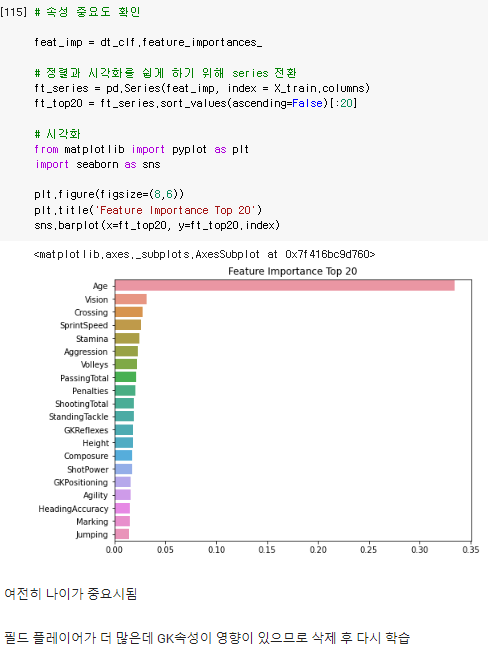 [115] # 속성 중요도 확인
feat_imp = dt_clf.feature_importances_
# 정렬과 시각화를 쉽게 하기 위해 series 전환
ft_series = pd.Series(feat_imp, index = X_train.columns)
ft_top20 = ft_series.sort_values(ascending=False)[:20]
# 시각화
from matplotlib import pyplot as plt
import seaborn as sns
plt.figure(figsize=(8,6))
plt.title('Feature Importance Top 20')
sns.barplot(x=ft_top20, y=ft_top20.index)
<matplotlib.axes._subplots.AxesSubplot at 0x7f416bc9d760>
Feature Importance Top 20
Age
Vision
Crossing
SprintSpeed
Stamina
Aggression
Volleys
PassingTotal
Penalties
ShootingTotal
StandingTackle
GKReflexes
Height
Composure
ShotPower
GKPositioning
Agility
HeadingAccuracy
Marking
Jumping
0.00 0.05 0.10 0.15 0.20 0.25 0.30 0.35
여전히 나이가 중요시됨
필드 플레이어가 더 많은데 GK속성이 영향이 있으므로 삭제 후 다시 학습